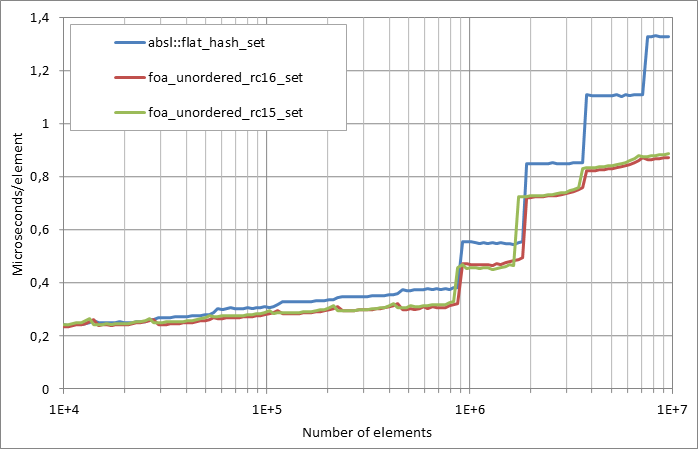 1,4
1,2
1
0,8
0,6
0,4
0,2
0
absl::flat_hash_set
foa_unordered_rc16_set
foa_unordered_rc15_set
Microseconds/element
1E+4
1E+5
1E+6
1E+7
Number of elements